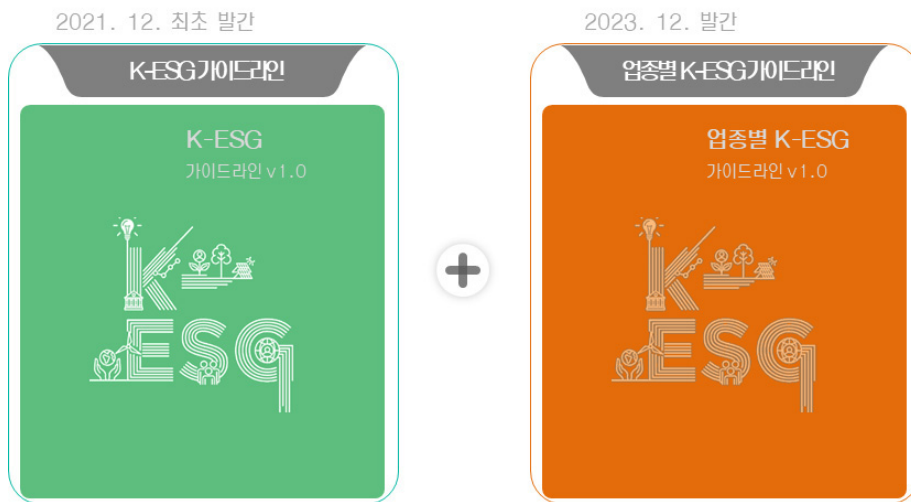 2021. 12. 최초 발간
K-ESG 가이드라인
K-ESG
가이드라인 v1.0
K-
ESG
2023. 12. 발간
업종별 K-ESG 가이드라인
업종별 K-ESG
가이드라인 v1.0
K-
ESG